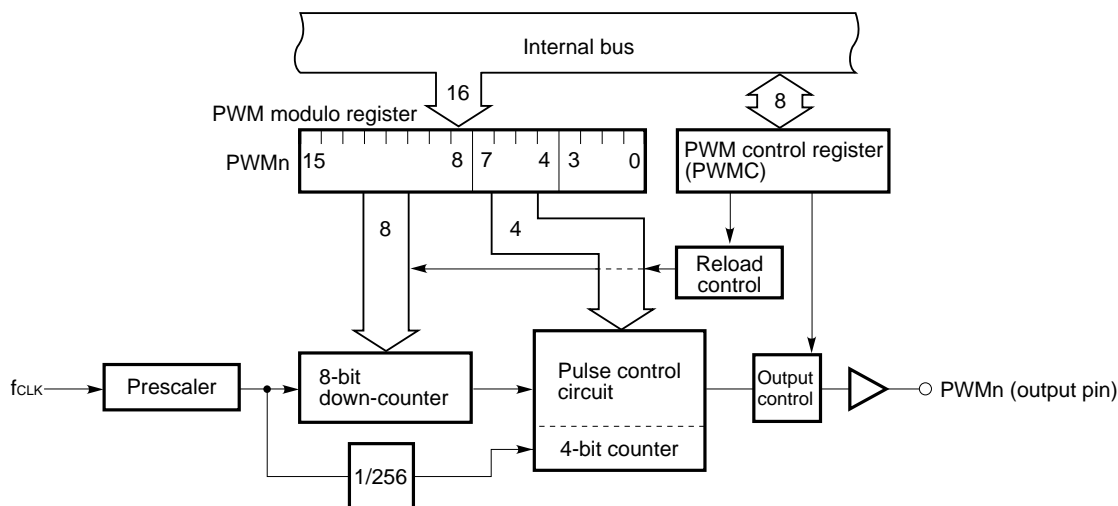 Internal bus
16
8
PWM modulo register
PWMn
15
8
7
4
3
0
PWM control register
(PWMC)
8
4
Reload
control
fCLK
Prescaler
8-bit
down-counter
Pulse control
circuit
Output
control
PWMn (output pin)
4-bit counter
1/256